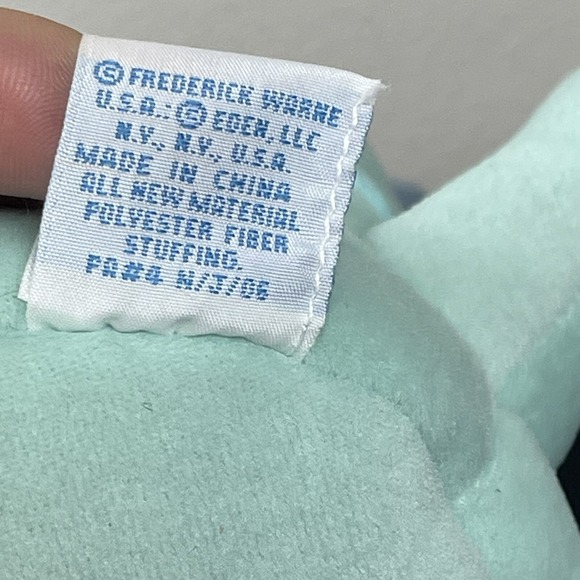 © FREDERICK WARNE
U.S.A.: © EDEN, LLC
N.Y., N.Y., U.S.A.
MADE IN CHINA
ALL NEW MATERIAL
POLYESTER FIBER
STUFFING.
PA#4 N/J/06